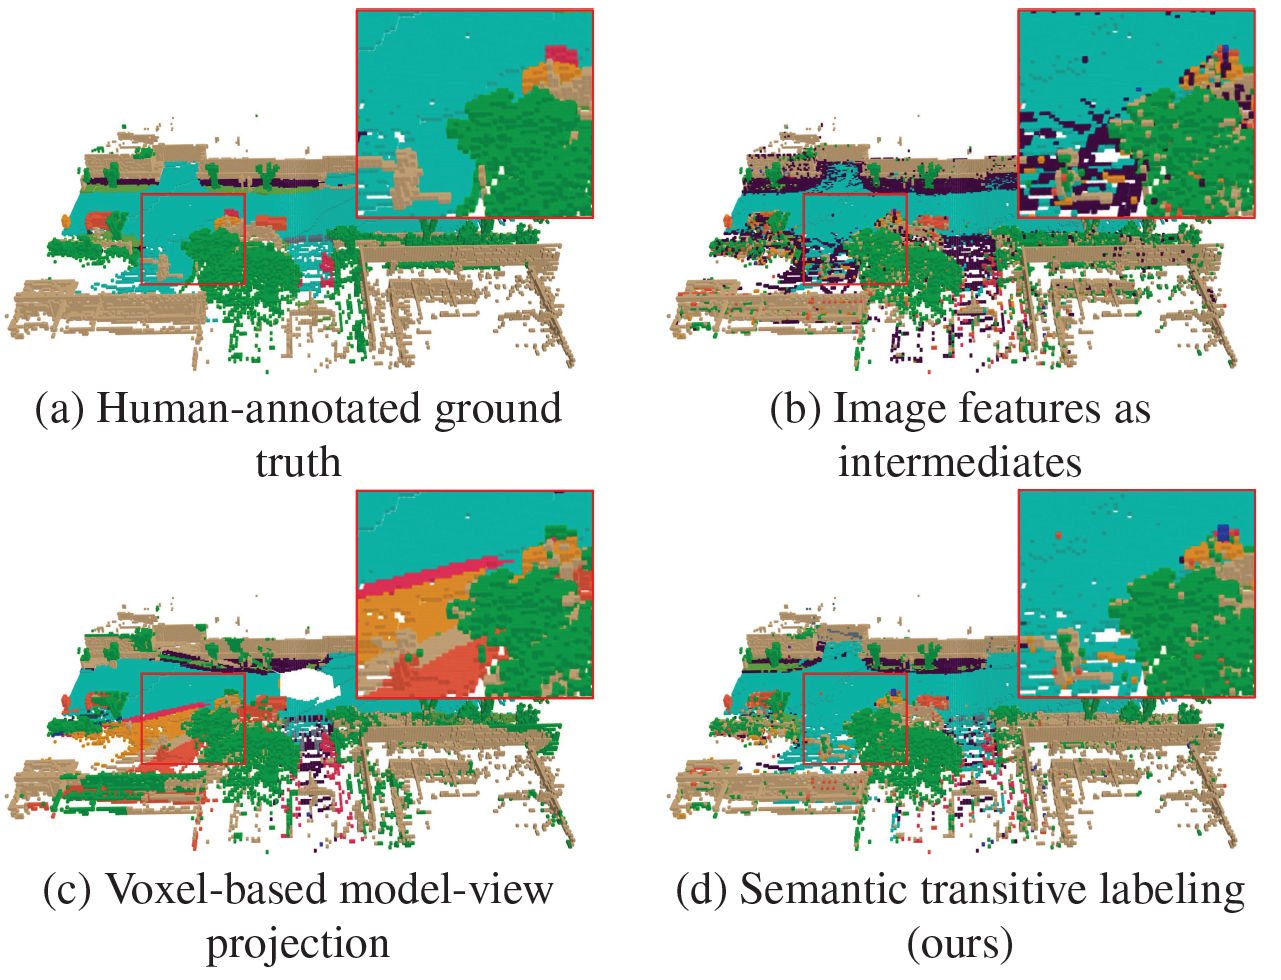 (a) Human-annotated ground
truth
(b) Image features as
intermediates
(c) Voxel-based model-view
projection
(d) Semantic transitive labeling
(ours)